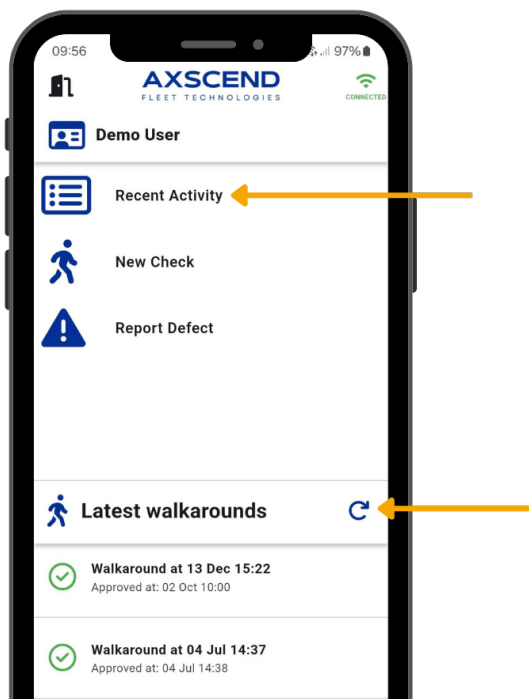 09:56
97%
AXSCEND
FLEET TECHNOLOGIES
CONNECTED
Demo User
Recent Activity
New Check
Report Defect
Latest walkarounds
Walkaround at 13 Dec 15:22
Approved at: 02 Oct 10:00
Walkaround at 04 Jul 14:37
Approved at: 04 Jul 14:38